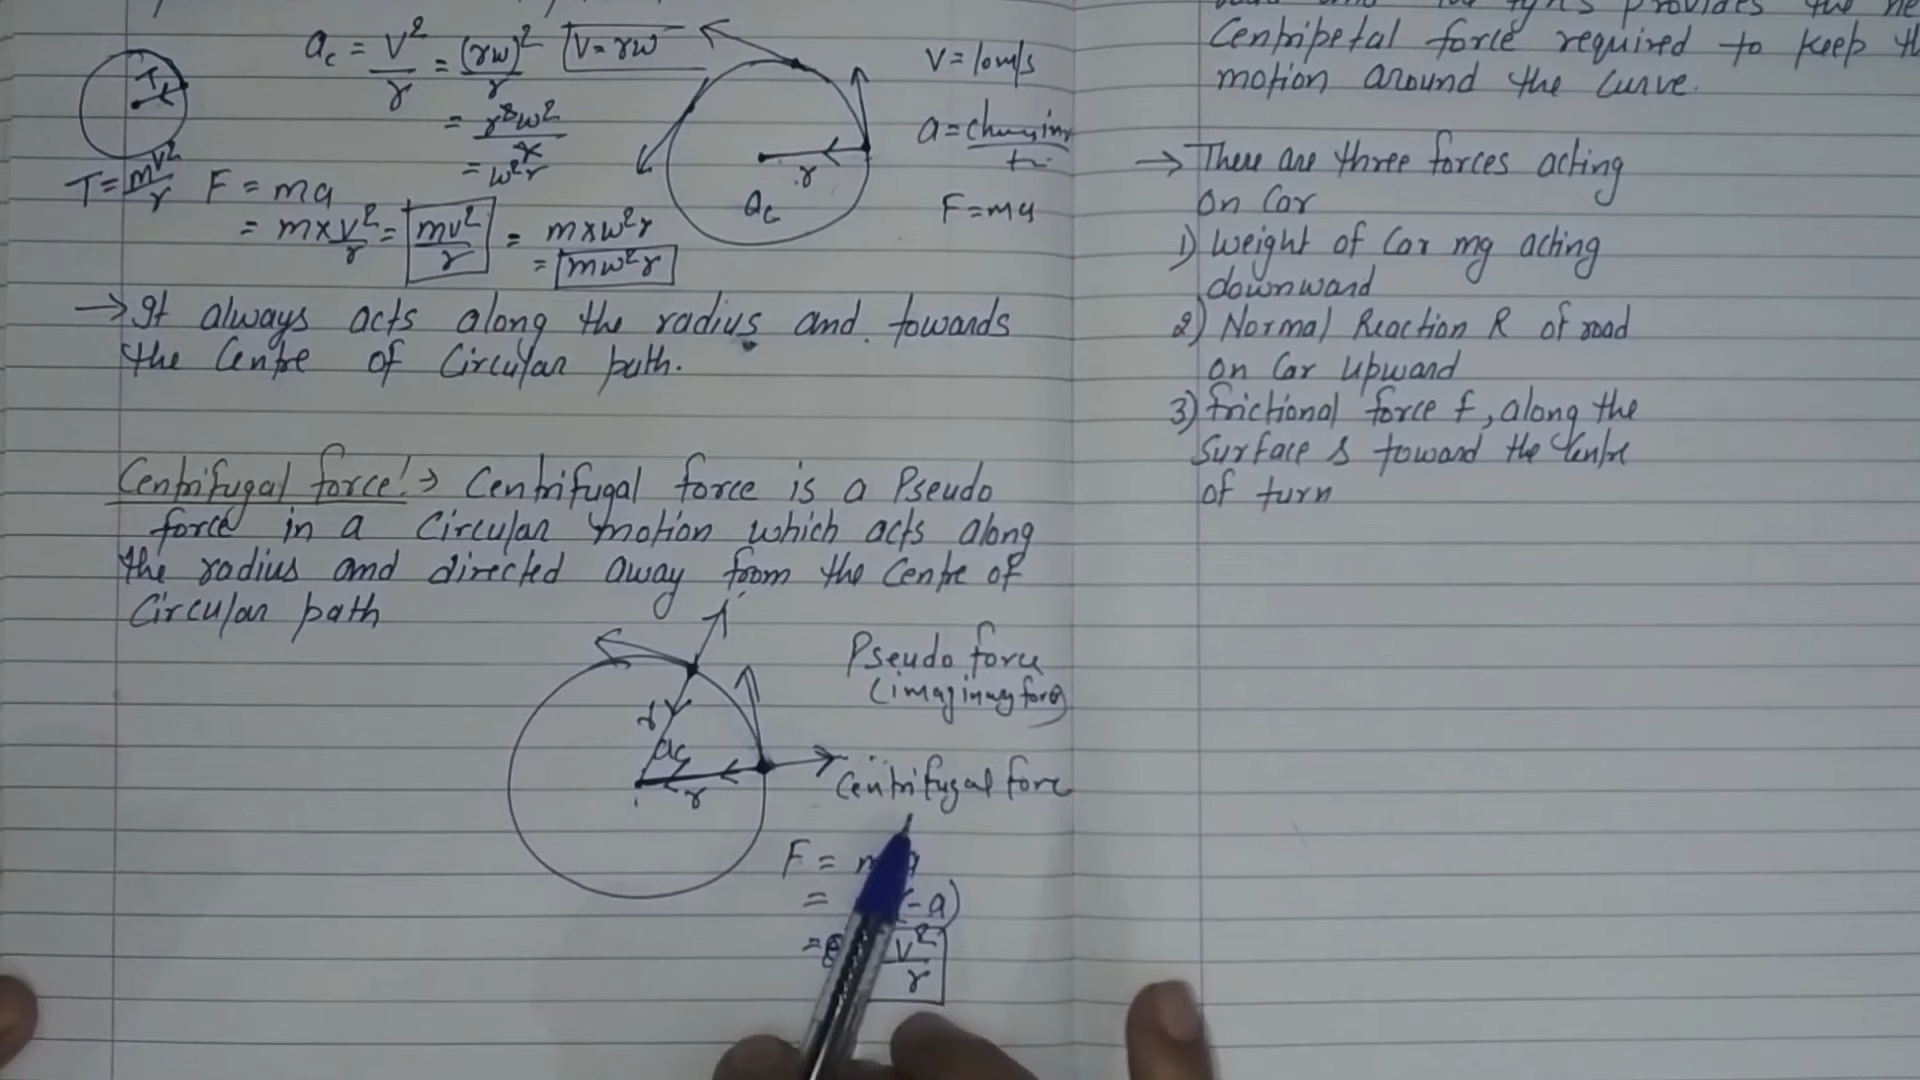 ac = v²/r = (rω)²/r  v = rω
= r²ω²/r
= ω²r
T
T = mv²/r
F = ma
= m×v²/r = mv²/r = m×ω²r
= mω²r
r
ac
V = 10m/s
a =
F = ma
→ It always acts along the radius and towards
the Centre of Circular path.
Centrifugal force:→ Centrifugal force is a Pseudo
force in a Circular motion which acts along
the radius and directed away from the Centre of
Circular path
r
ac
r
Pseudo force
(imaginary force)
Centrifugal force
F =
= (-a)
= v²/r
provides the
Centripetal force required to keep
motion around the curve.
→ There are three forces acting
on Car
1) weight of Car mg acting
downward
2) Normal Reaction R of road
on Car Upward
3) frictional force f, along the
Surface toward the Centre
of turn